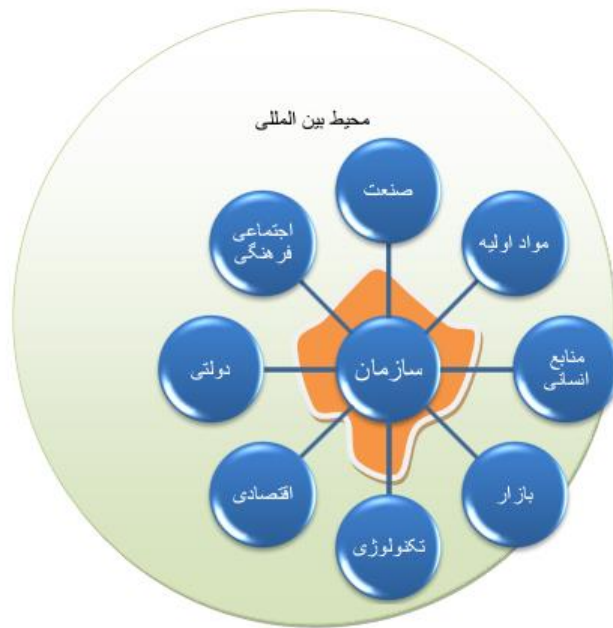 محیط بین المللی
صنعت
مواد اولیه
منابع
انسانی
بازار
تکنولوژی
اقتصادی
دولتی
اجتماعی
فرهنگی
سازمان